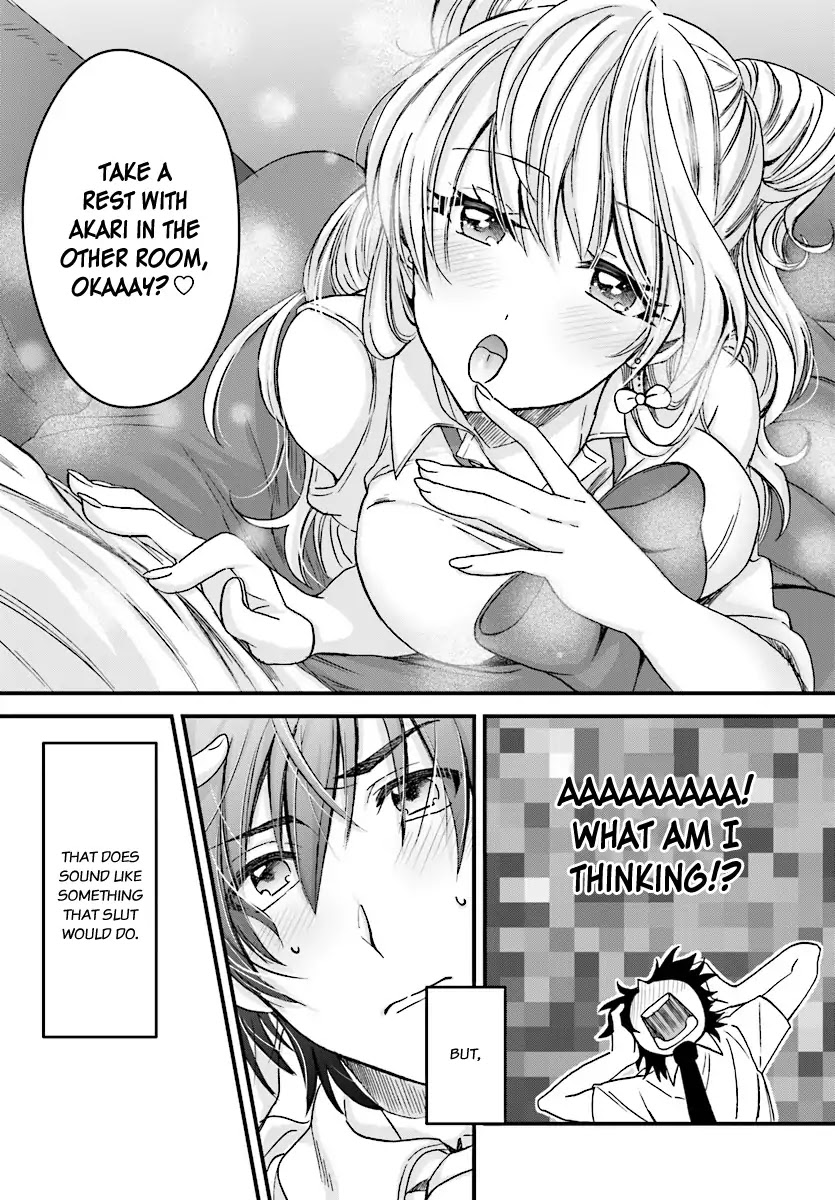 TAKE A
REST WITH
AKARI IN THE
OTHER ROOM,
OKAAAY?♡
AAAAAAAAA!
WHAT AM I
THINKING!?
THAT DOES
SOUND LIKE
SOMETHING
THAT SLUT
WOULD DO.
BUT,